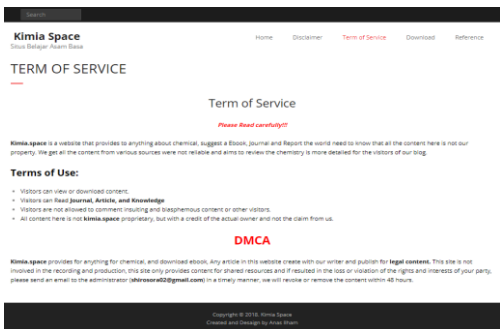 Search
Kimia Space
Situs Belajar Asam Basa
Home Disclaimer Term of Service Download Reference
TERM OF SERVICE
Term of Service
Please Read carefully!!!
Kimia.space is a website that provides to anything about chemical, suggest a Ebook, Journal and Report the world need to know that all the content here is not our
property. We get all the content from various sources were not reliable and aims to review the chemistry is more detailed for the visitors of our blog.
Terms of Use:
Visitors can view or download content.
Visitors can Read Journal, Article, and Knowledge
Visitors are not allowed to comment insulting and blasphemous content or other visitors.
All content here is not kimia.space proprietary, but with a credit of the actual owner and not the claim from us.
DMCA
Kimia.space provides for anything for chemical, and download ebook, Any article in this website create with our writer and publish for legal content. This site is not
involved in the recording and production, this site only provides content for shared resources and if resulted in the loss or violation of the rights and interests of your party,
please send an email to the administrator (shirosora02@gmail.com) in a timely manner, we will revoke or remove the content within 48 hours.
Copyright © 2018. Kimia Space
Created and Desaign by Anas Ilham